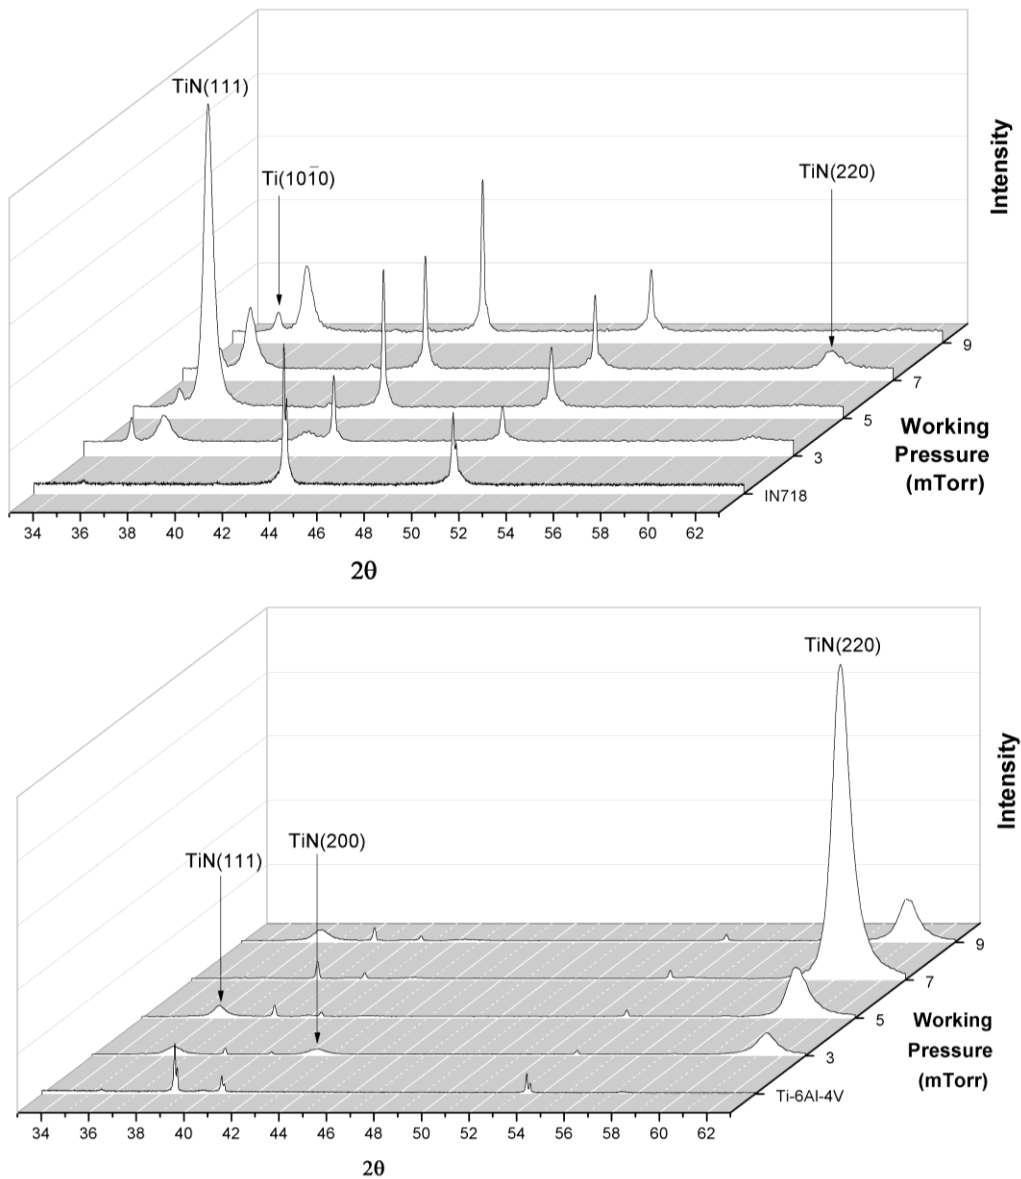 TiN(111)
Ti(101̅0)
TiN(220)
Intensity
9
7
5
3
IN718
Working
Pressure
(mTorr)
34 36 38 40 42 44 46 48 50 52 54 56 58 60 62
2θ
TiN(220)
TiN(200)
TiN(111)
Intensity
9
7
5
3
Ti-6Al-4V
Working
Pressure
(mTorr)
34 36 38 40 42 44 46 48 50 52 54 56 58 60 62
2θ